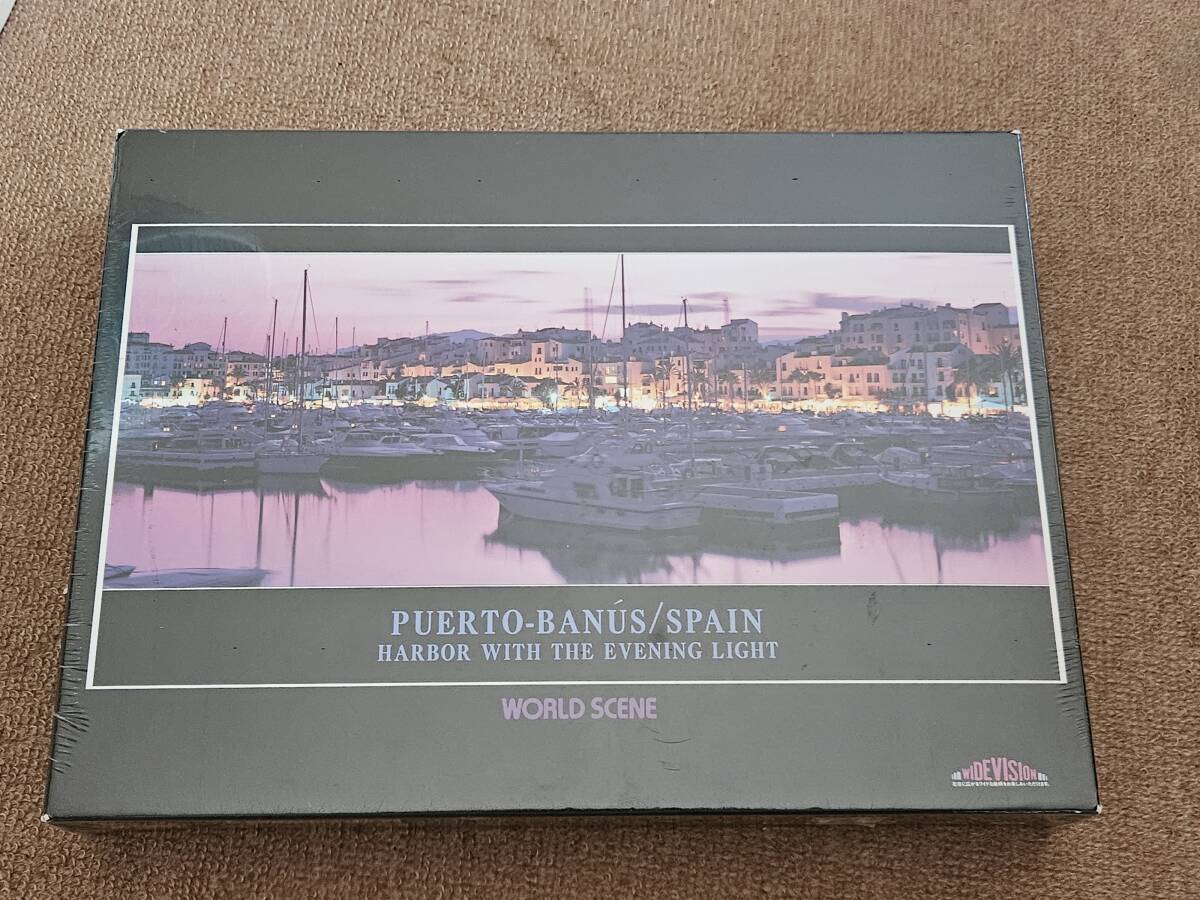 PUERTO-BANÚS/SPAIN
HARBOR WITH THE EVENING LIGHT
WORLD SCENE
WIDEVISION